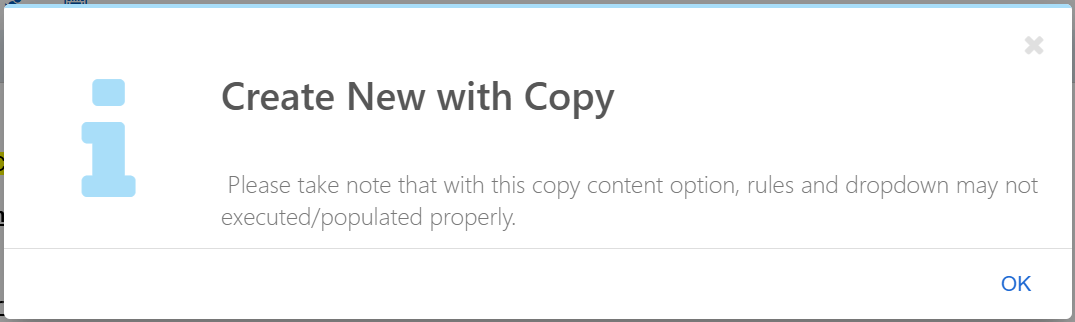 Create New with Copy
Please take note that with this copy content option, rules and dropdown may not
executed/populated properly.
OK